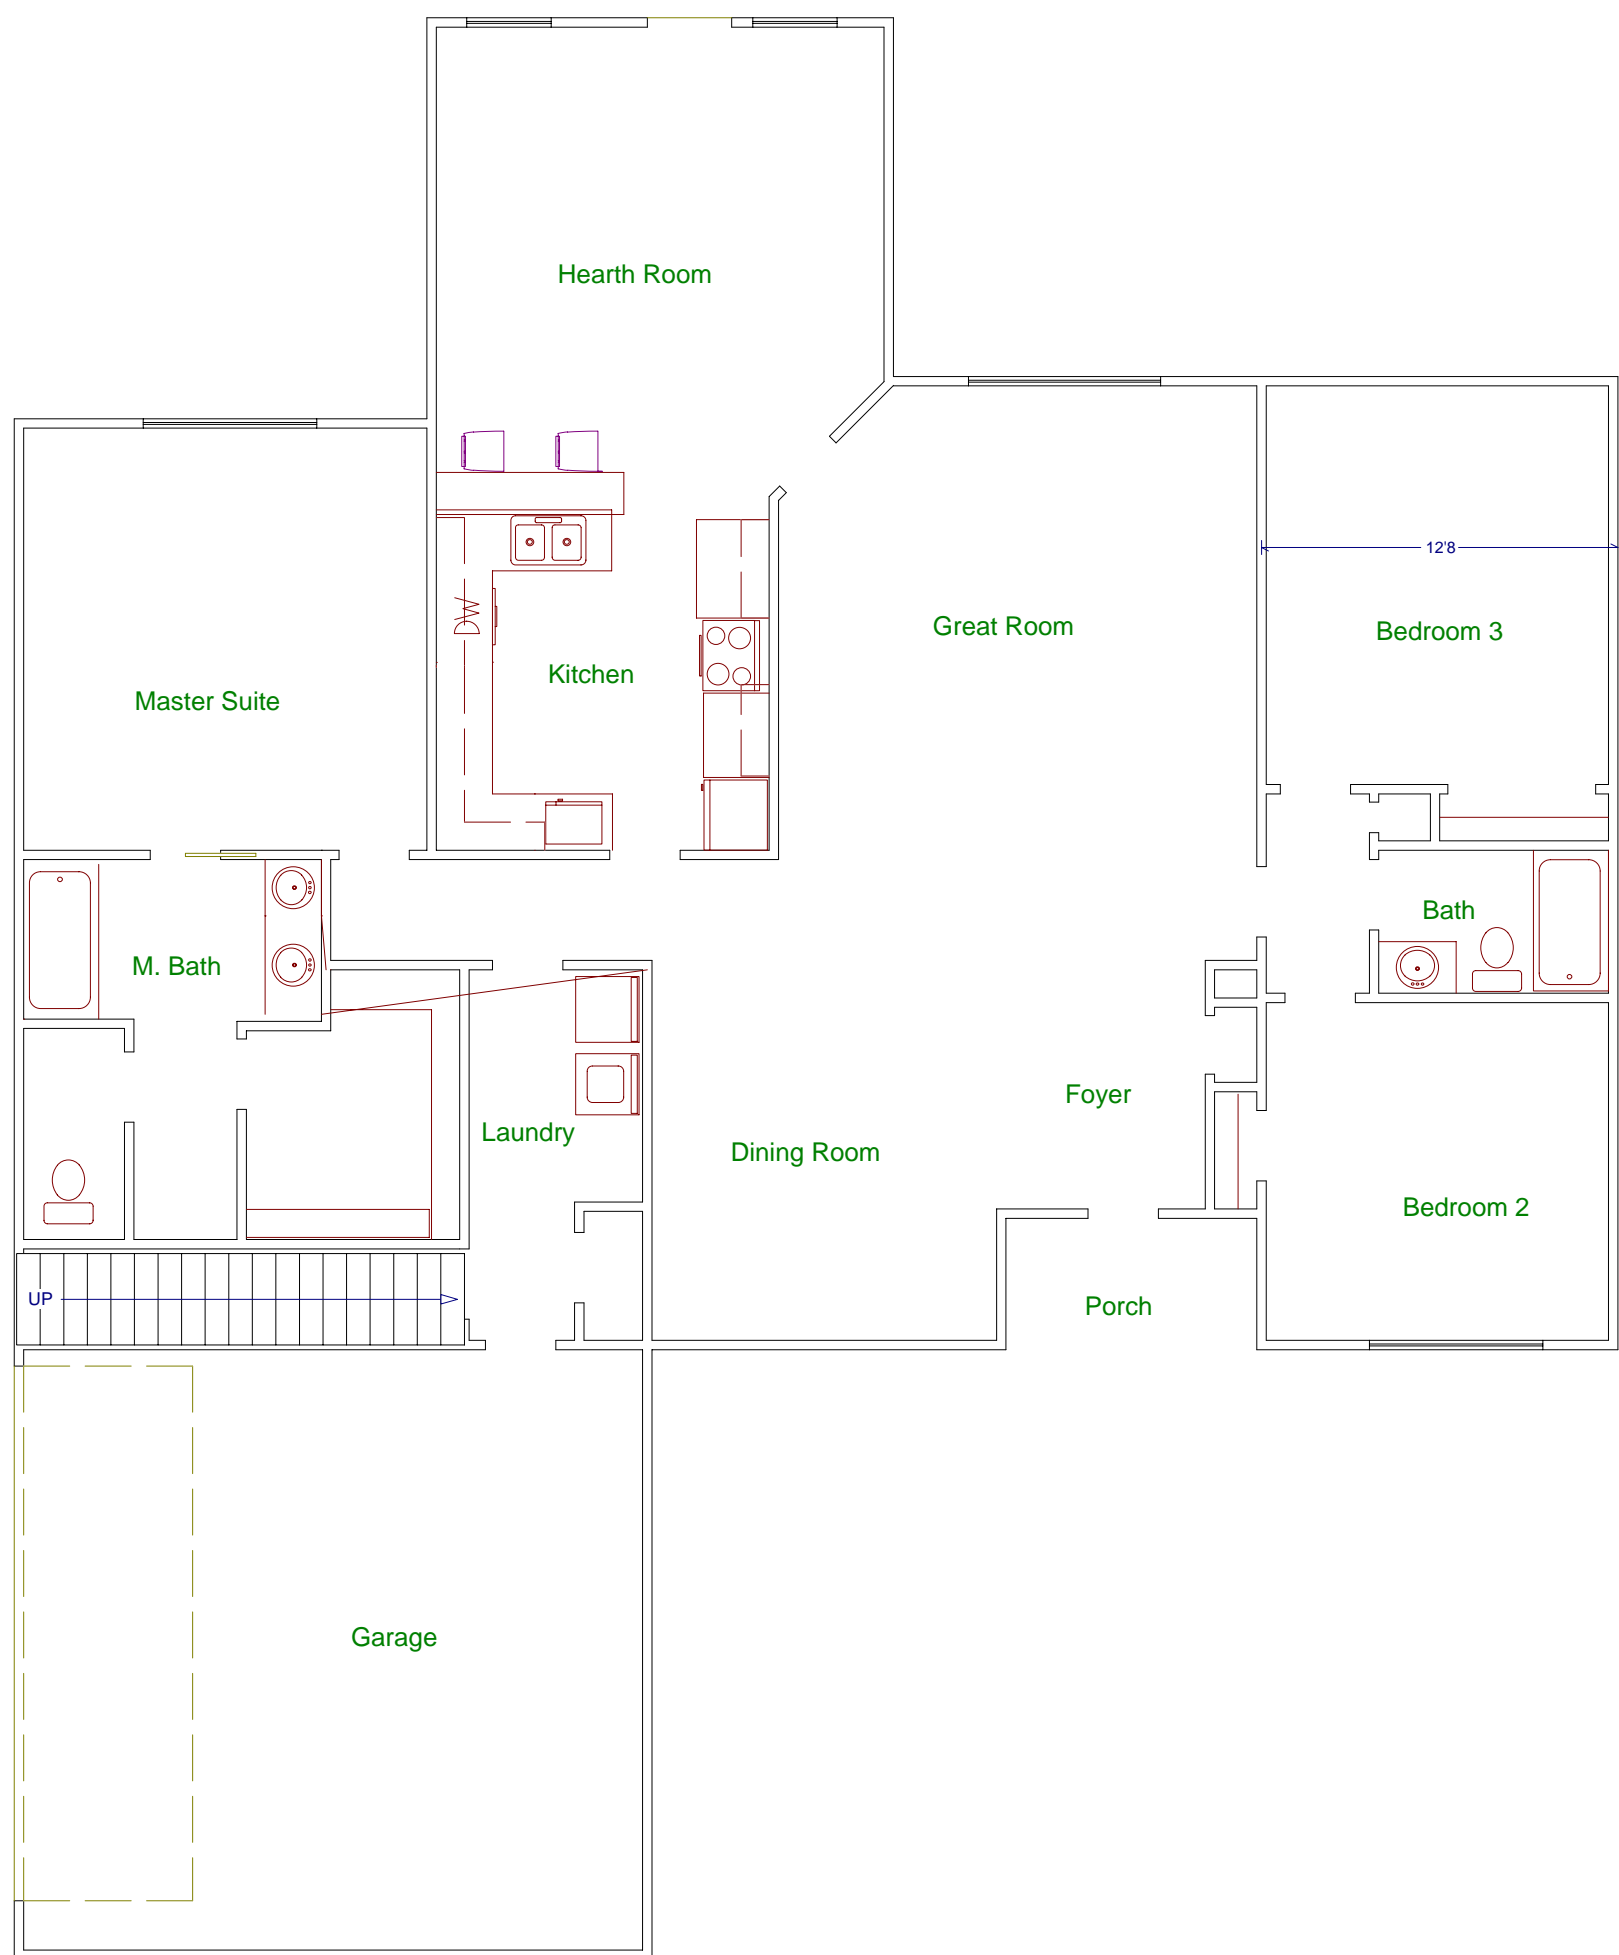 Hearth Room
12'8
Great Room
Bedroom 3
Kitchen
Master Suite
Bath
M. Bath
Foyer
Laundry
Dining Room
Bedroom 2
UP
Porch
Garage